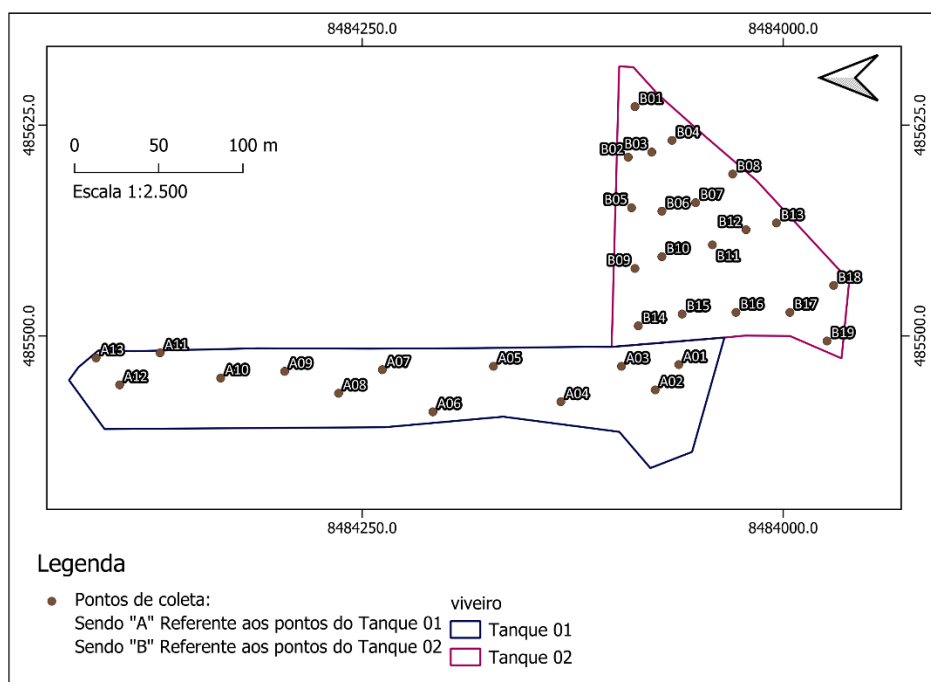 8484250.0 8484000.0
485625.0
485500.0
485625.0
485500.0
0 50 100 m
Escala 1:2.500
B01
B04
B03
B02
B08
B07
B05
B06
B12
B13
B11
B10
B09
B18
B15
B16
B17
B14
B19
A13
A11
A12
A10
A09
A08
A07
A06
A05
A04
A03
A01
A02
8484250.0 8484000.0
Legenda
Pontos de coleta:
Sendo "A" Referente aos pontos do Tanque 01
Sendo "B" Referente aos pontos do Tanque 02
viveiro
Tanque 01
Tanque 02